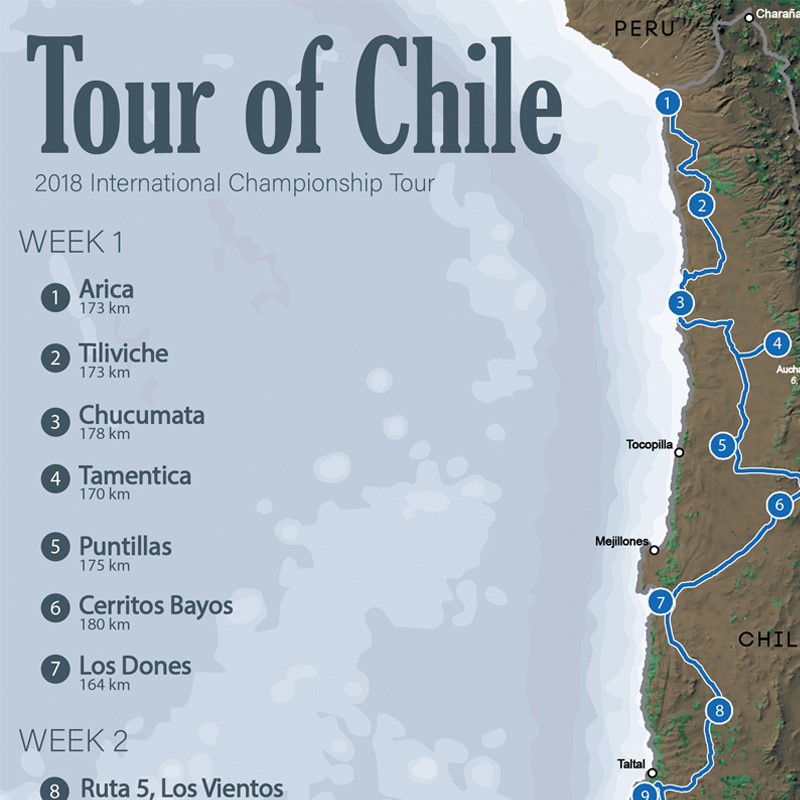 Tour of Chile
2018 International Championship Tour
WEEK 1
1 Arica
173 km
2 Tiliviche
173 km
3 Chucumata
178 km
4 Tamentica
170 km
5 Puntillas
175 km
6 Cerritos Bayos
180 km
7 Los Dones
164 km
WEEK 2
8 Ruta 5, Los Vientos
PERU
Charaña
1
2
3
4
Tocopilla
5
6
Mejillones
7
CHIL
8
Taltal
9